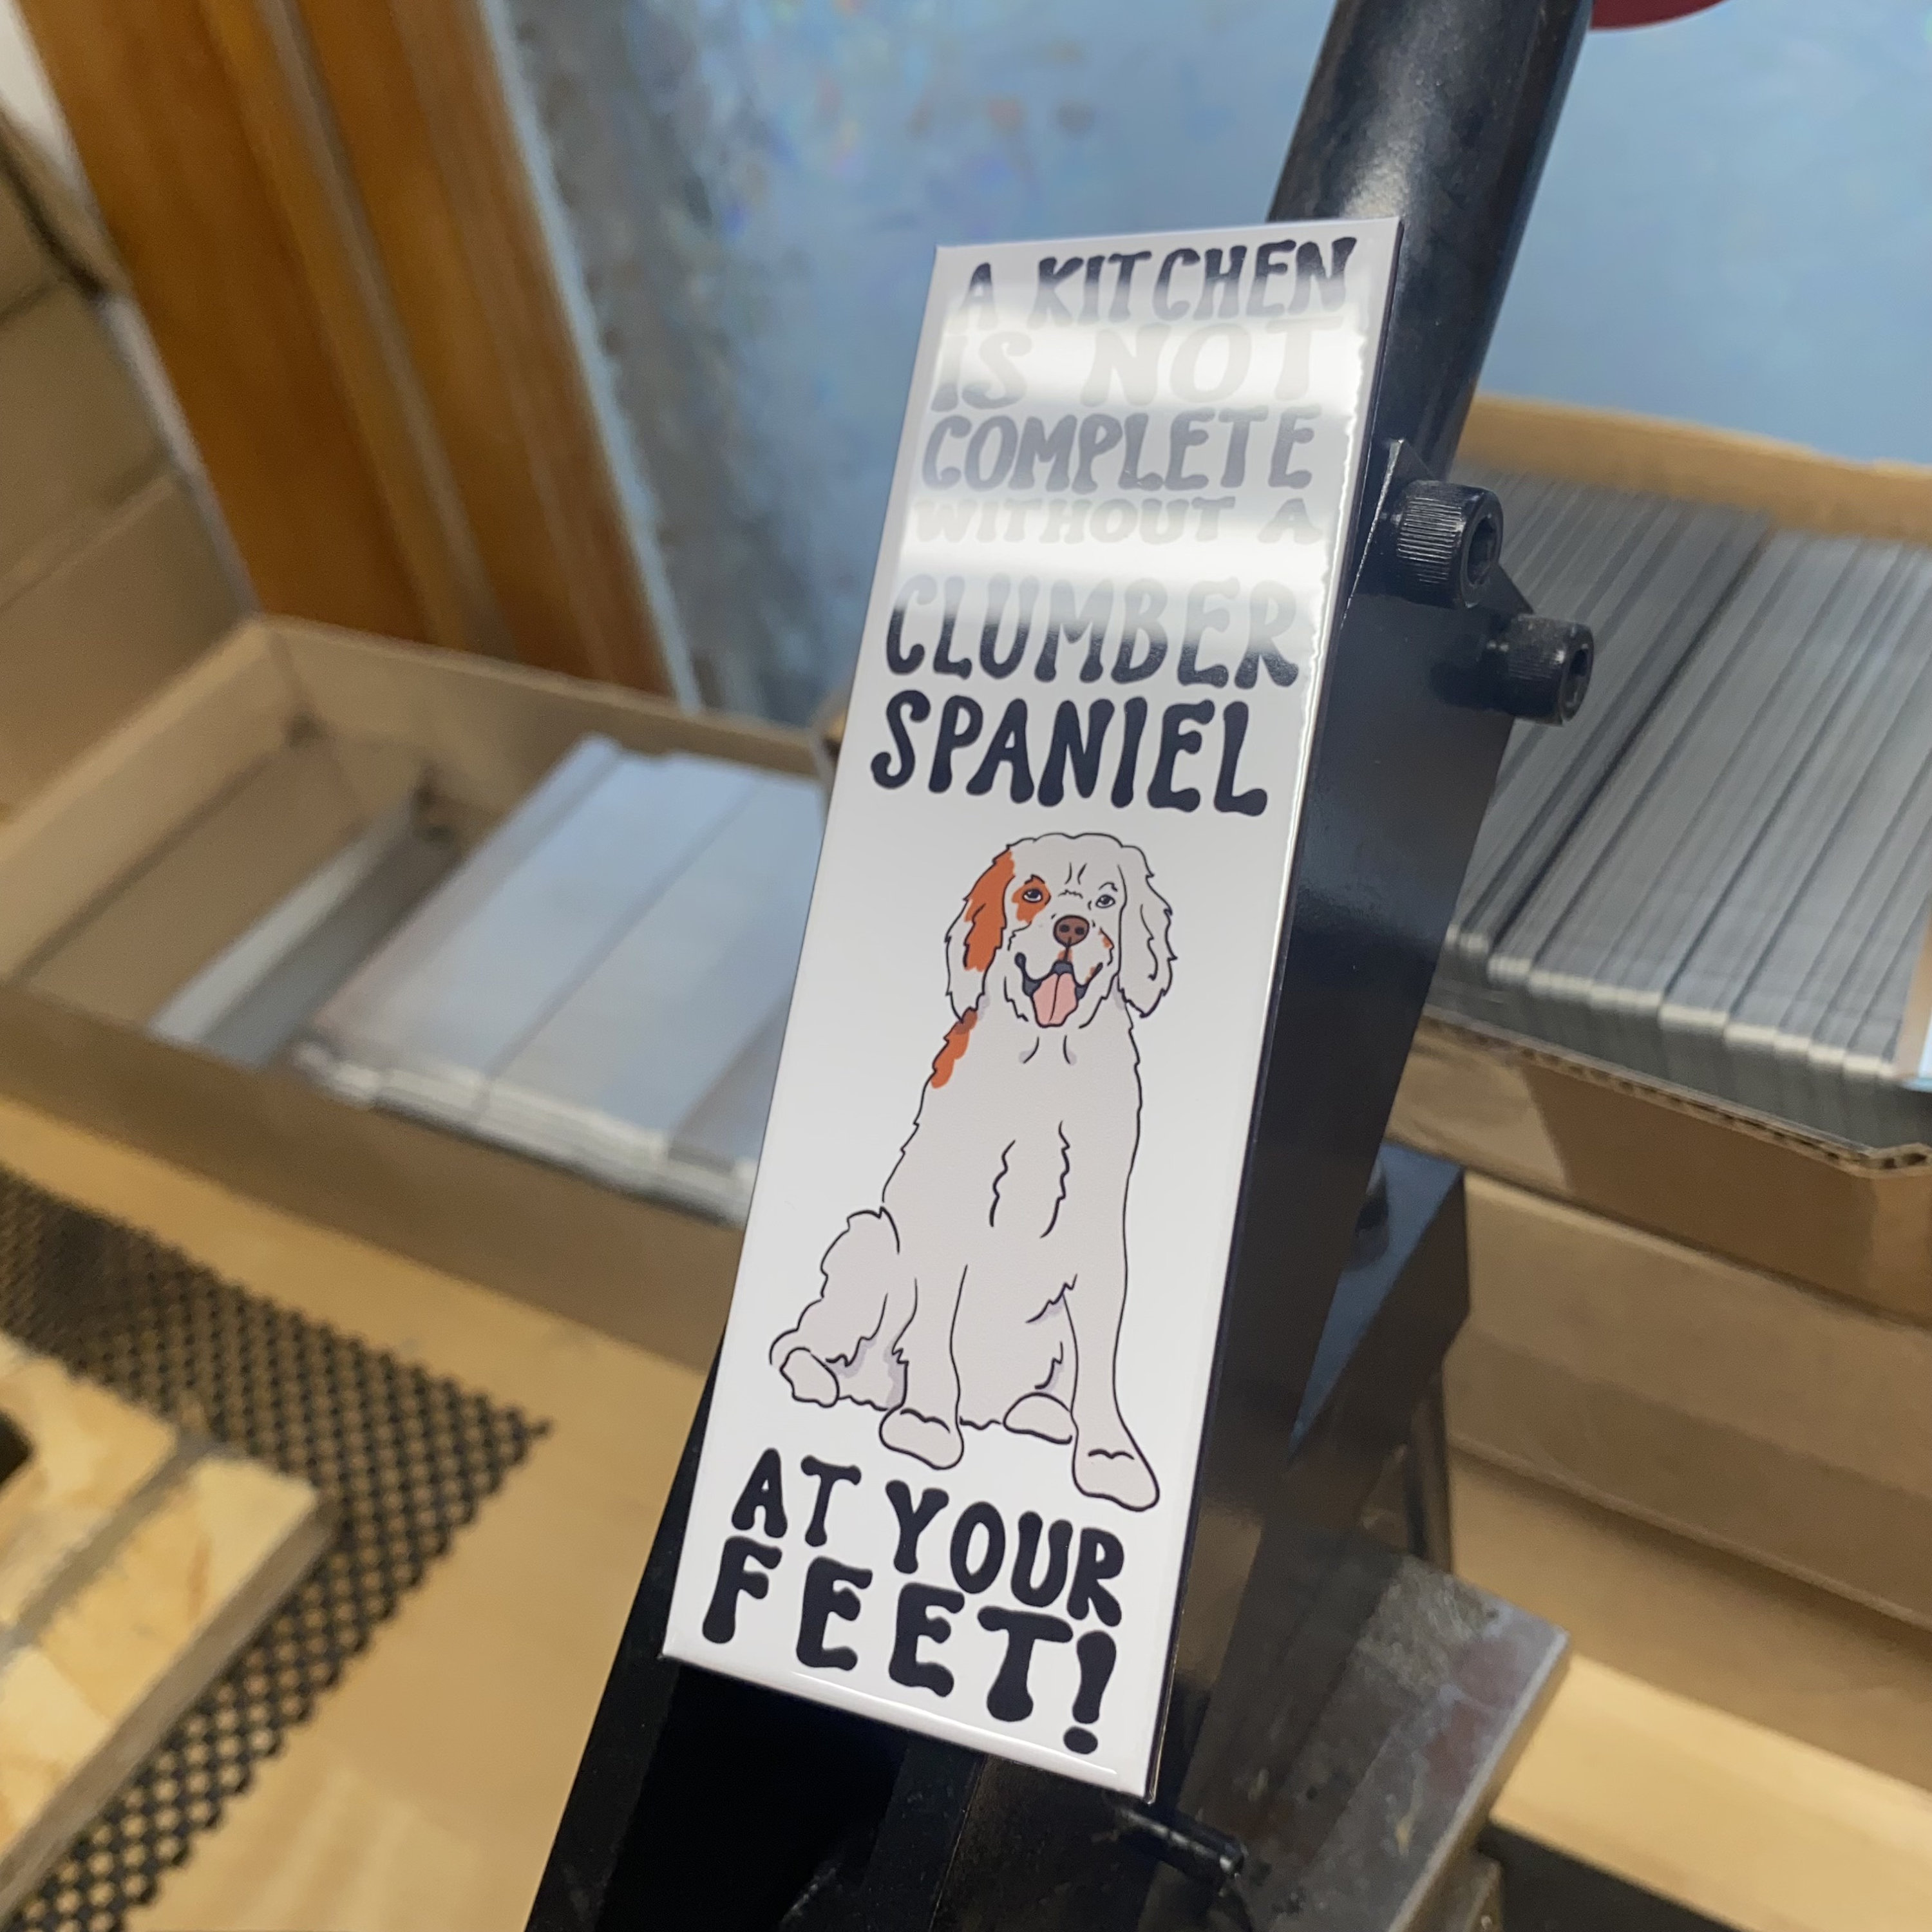 A KITCHEN
IS NOT
COMPLETE
WITHOUT A
CLUMBER
SPANIEL
AT YOUR
FEET!